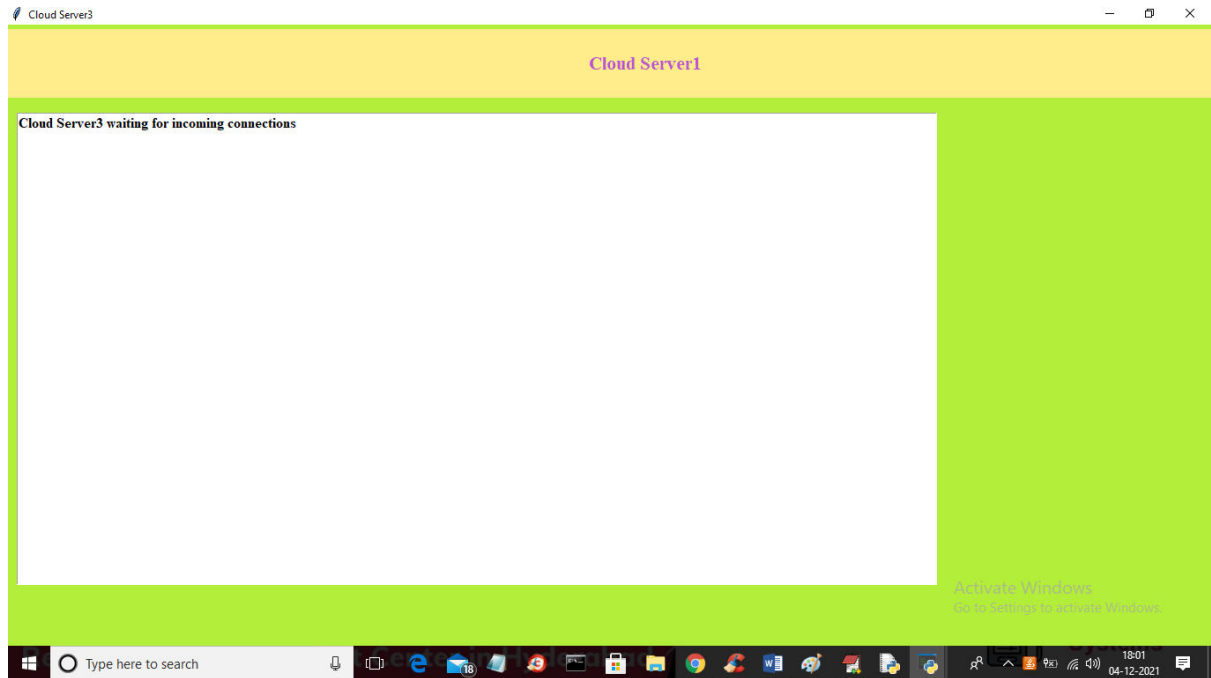 Cloud Server3
Cloud Server1
Cloud Server3 waiting for incoming connections
Activate Windows
Go to Settings to activate Windows.
Type here to search
18
18:01
04-12-2021